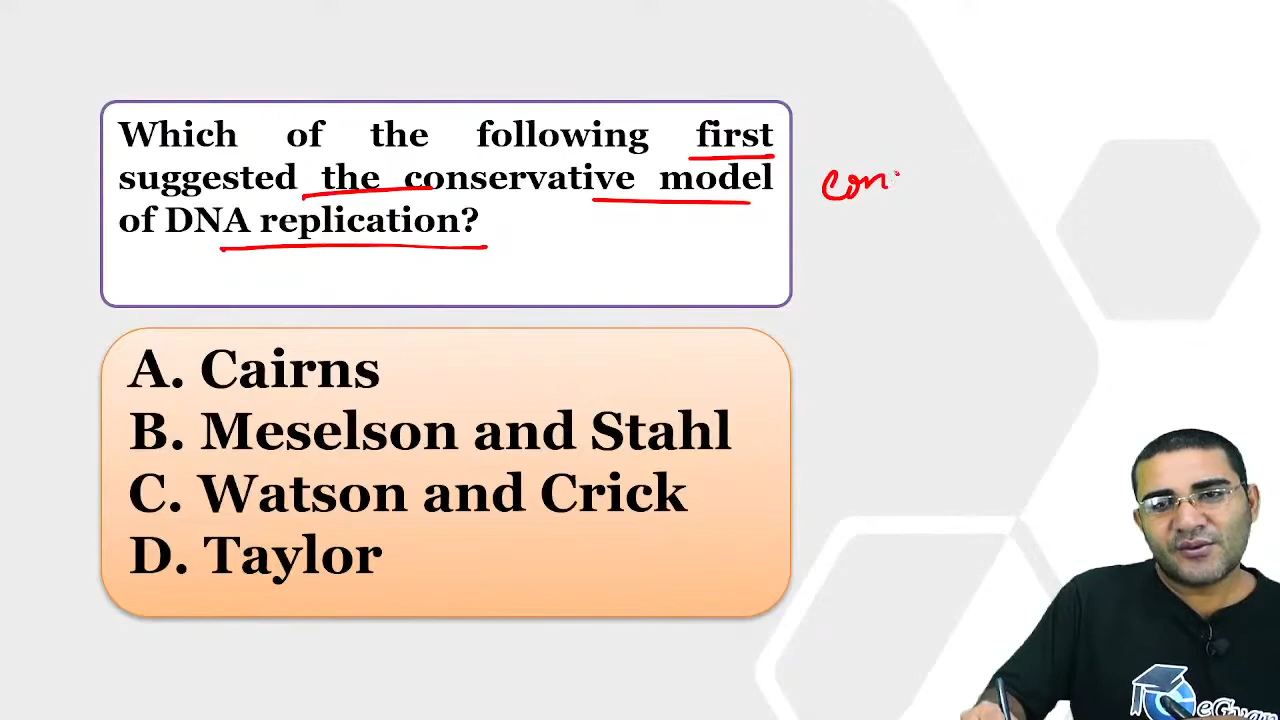 Which of the following first
suggested the conservative model
of DNA replication?
con
A. Cairns
B. Meselson and Stahl
C. Watson and Crick
D. Taylor